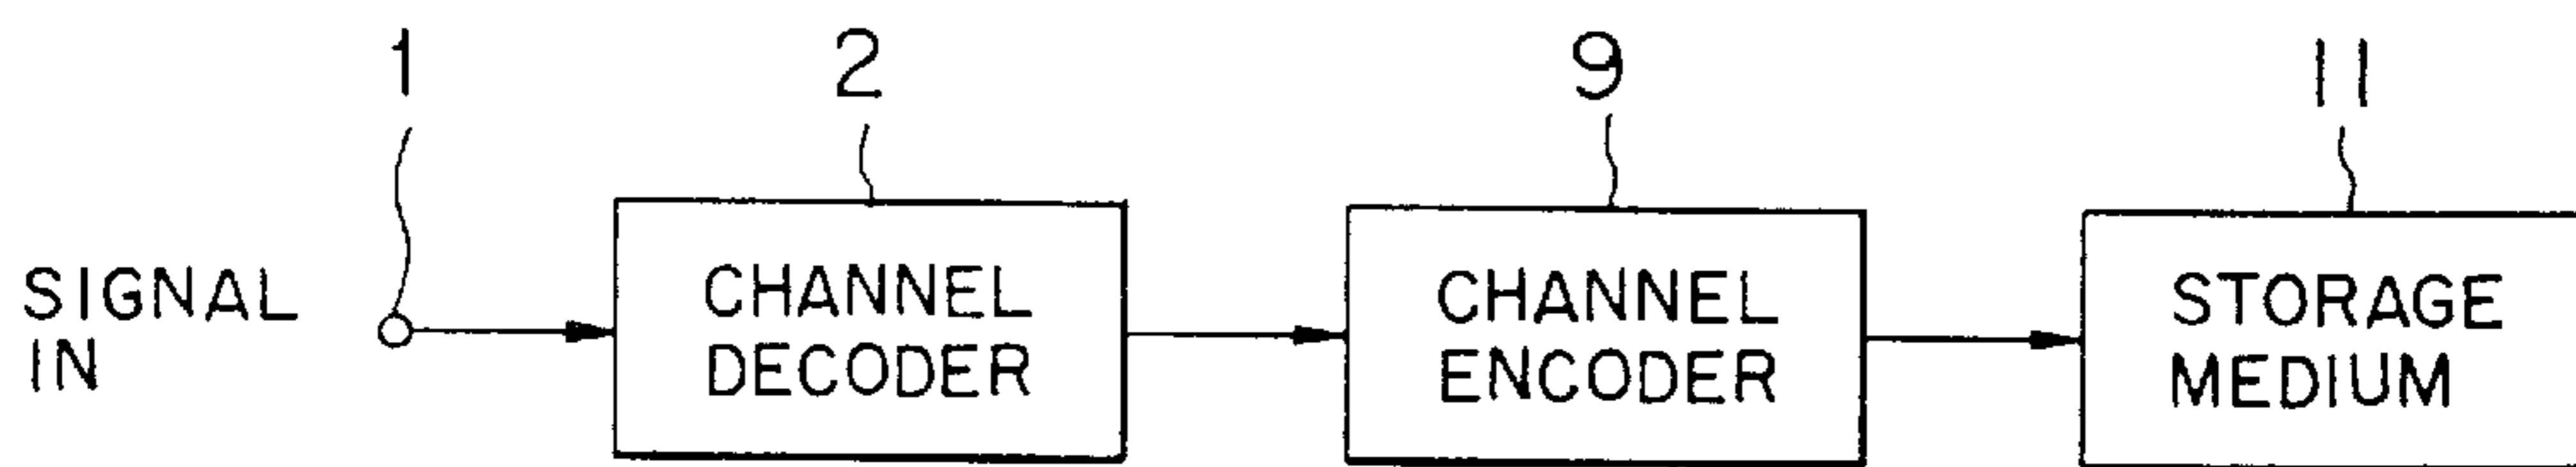 1
2
9
11
SIGNAL
IN
CHANNEL
DECODER
CHANNEL
ENCODER
STORAGE
MEDIUM